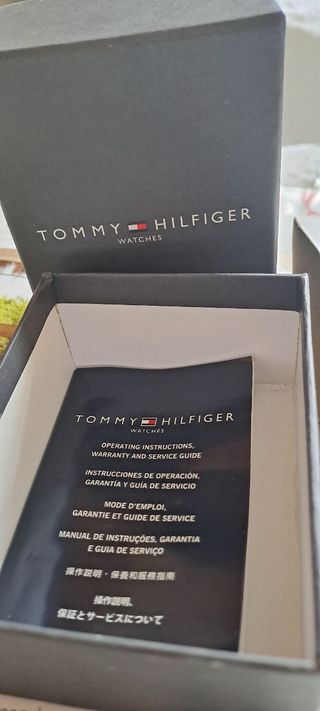 TOMMY HILFIGER
WATCHES
TOMMY HILFIGER
WATCHES
OPERATING INSTRUCTIONS,
WARRANTY AND SERVICE GUIDE
INSTRUCCIONES DE OPERACIÓN,
GARANTÍA Y GUÍA DE SERVICIO
MODE D'EMPLOI,
GARANTIE ET GUIDE DE SERVICE
MANUAL DE INSTRUÇÕES, GARANTIA
E GUIA DE SERVIÇO
操作説明・保養和服務指南
操作説明、
保証とサービスについて